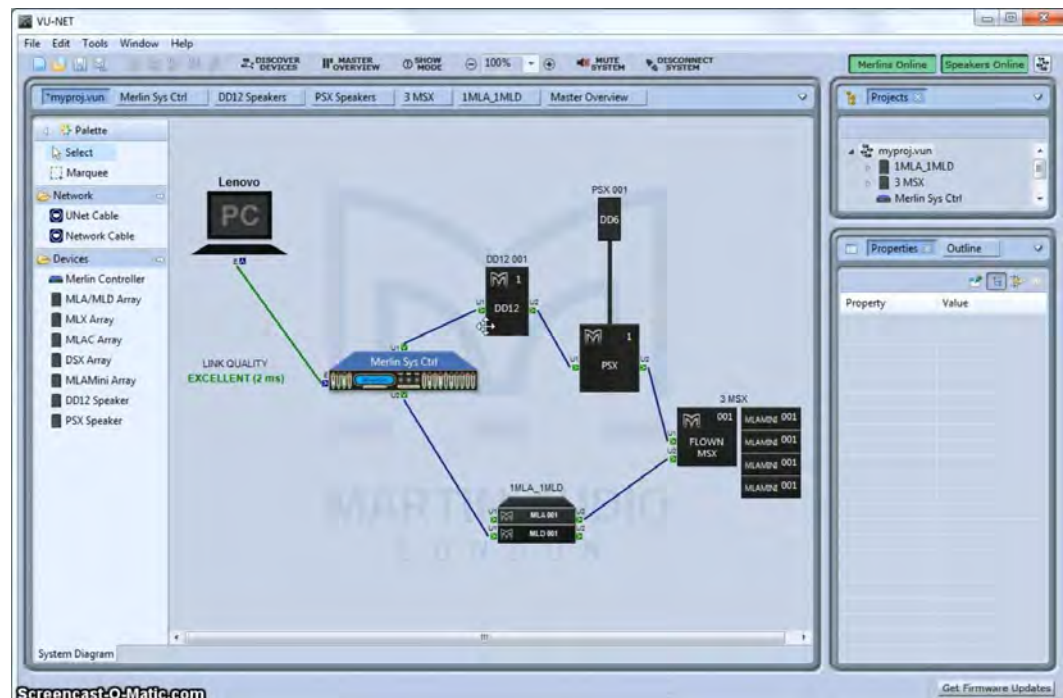 VU-NET
File Edit Tools Window Help
DISCOVER DEVICES
MASTER OVERVIEW
SHOW MODE
100%
MUTE SYSTEM
DISCONNECT SYSTEM
Merlins Online
Speakers Online
*myproj.vun
Merlin Sys Ctrl
DD12 Speakers
PSX Speakers
3 MSX
1MLA_1MLD
Master Overview
Palette
Select
Marquee
Network
UNet Cable
Network Cable
Devices
Merlin Controller
MLA/MLD Array
MLX Array
MLAC Array
DSX Array
MLAMini Array
DD12 Speaker
PSX Speaker
Lenovo
PC
LINK QUALITY
EXCELLENT (2 ms)
U1
Merlin Sys Ctrl
U2
DD12 001
1
DD12
U1
U2
PSX 001
DD6
1
PSX
U1
U2
3 MSX
001
FLOWN
MSX
MLAMINI 001
MLAMINI 001
MLAMINI 001
MLAMINI 001
1MLA_1MLD
MLA 001
MLD 001
MARTIN AUDIO
LONDON
System Diagram
Projects
myproj.vun
1MLA_1MLD
3 MSX
Merlin Sys Ctrl
Properties
Outline
Property Value
Get Firmware Updates
Screencast-O-Matic.com